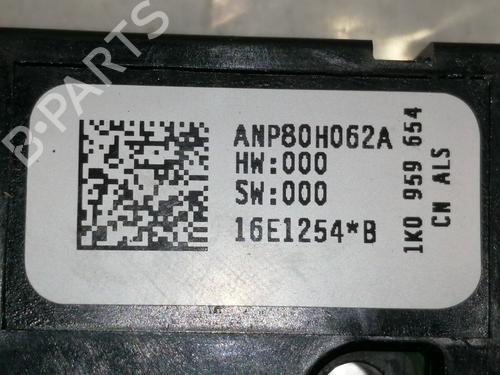 B-PARTS
ANP80H062A
HW:000
SW:000
16E1254*B
1K0 959 654
CN ALS